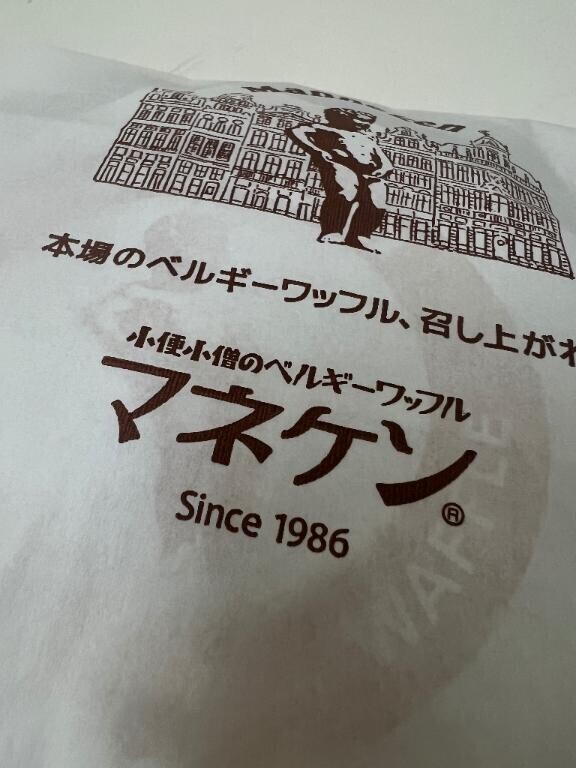 本場のベルギーワッフル、召し上がれ
小便小僧のベルギーワッフル
マネケン
®
Since 1986
WAFFLE